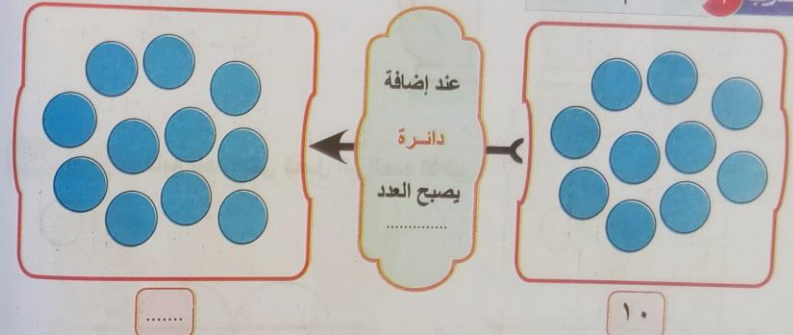 عند إضافة
دائرة
يصبح العدد
..............
١٠
.......